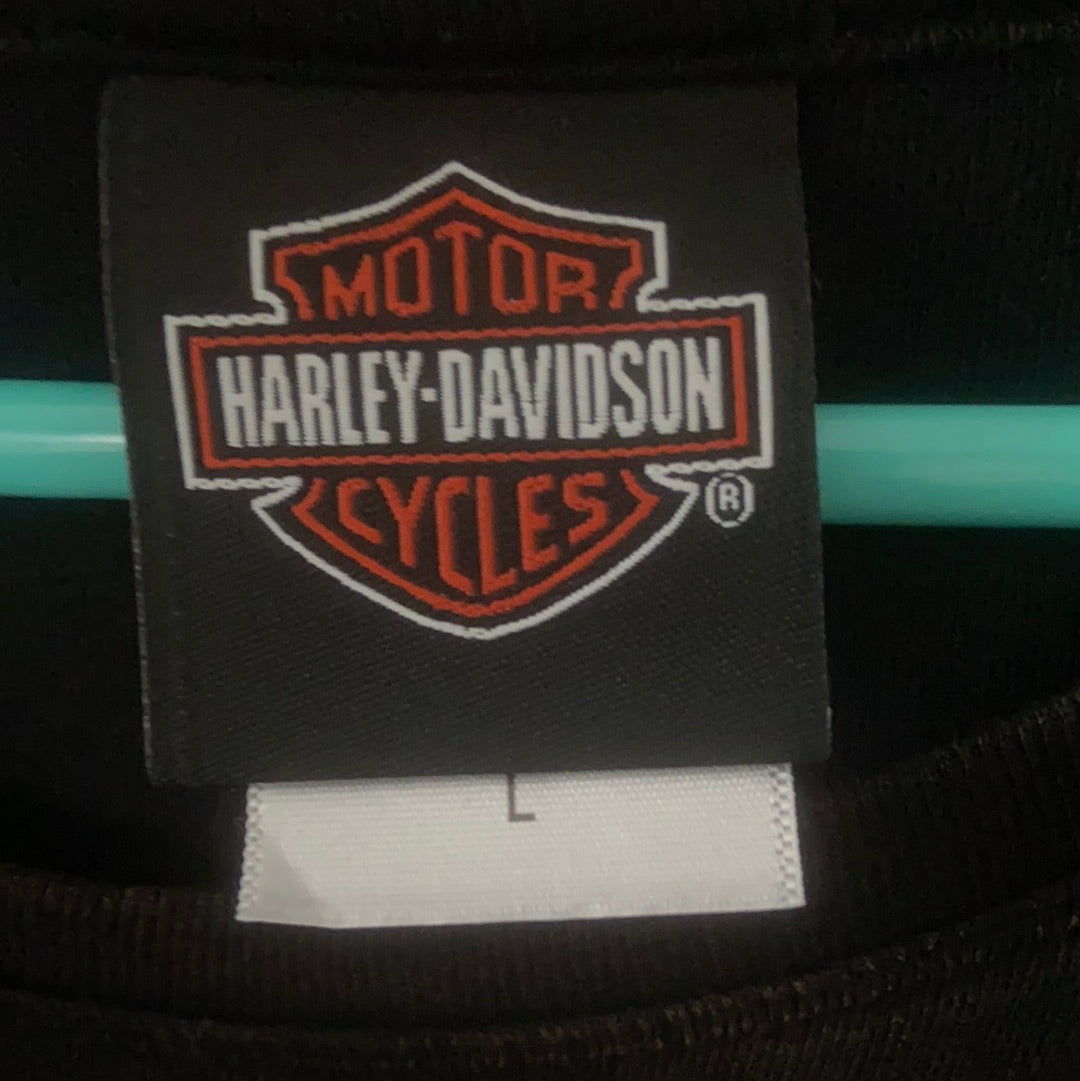 MOTOR
HARLEY-DAVIDSON
CYCLES
®
L